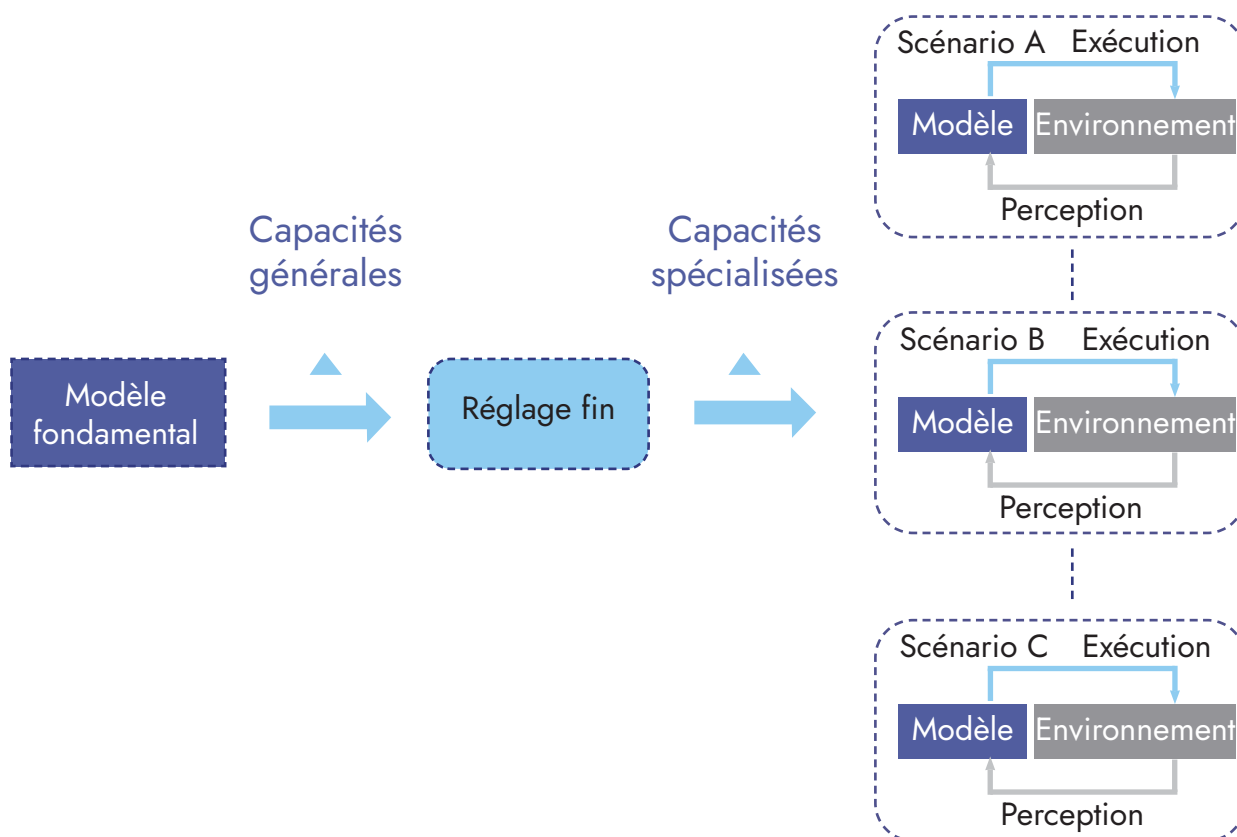 Modèle
fondamental
Capacités
générales
Réglage fin
Capacités
spécialisées
Scénario A Exécution
Modèle Environnement
Perception
Scénario B Exécution
Modèle Environnement
Perception
Scénario C Exécution
Modèle Environnement
Perception